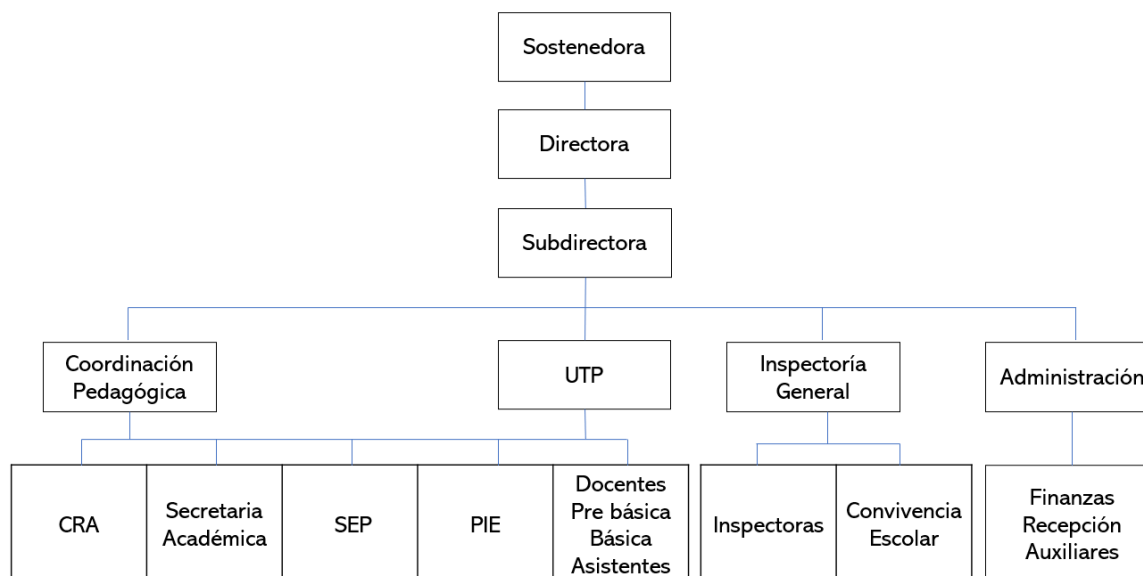 Sostenedora
Directora
Subdirectora
Coordinación
Pedagógica
UTP
Inspectoría
General
Administración
CRA
Secretaria
Académica
SEP
PIE
Docentes
Pre básica
Básica
Asistentes
Inspectoras
Convivencia
Escolar
Finanzas
Recepción
Auxiliares